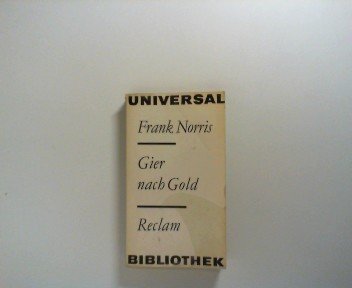 UNIVERSAL
Frank Norris
Gier
nach Gold
Reclam
BIBLIOTHEK